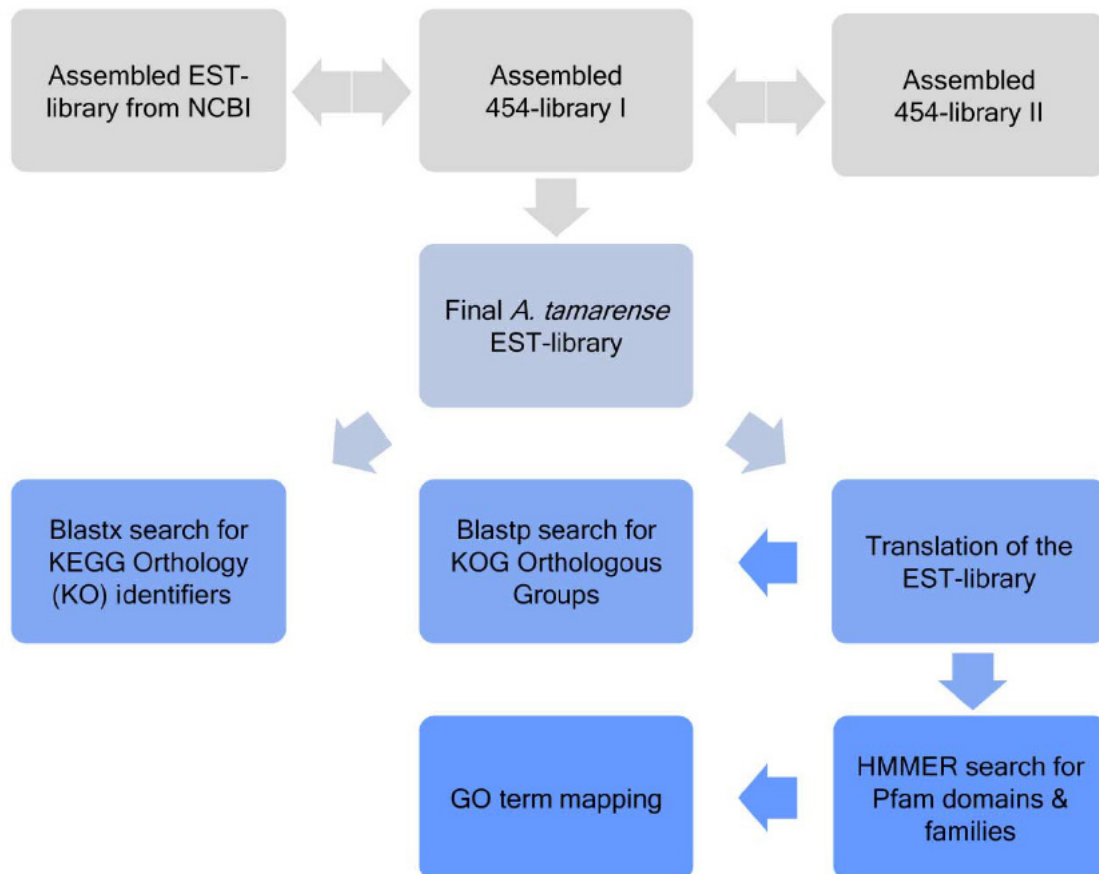 Assembled EST-
library from NCBI
Assembled
454-library I
Assembled
454-library II
Final A. tamarense
EST-library
Blastx search for
KEGG Orthology
(KO) identifiers
Blastp search for
KOG Orthologous
Groups
Translation of the
EST-library
GO term mapping
HMMER search for
Pfam domains &
families